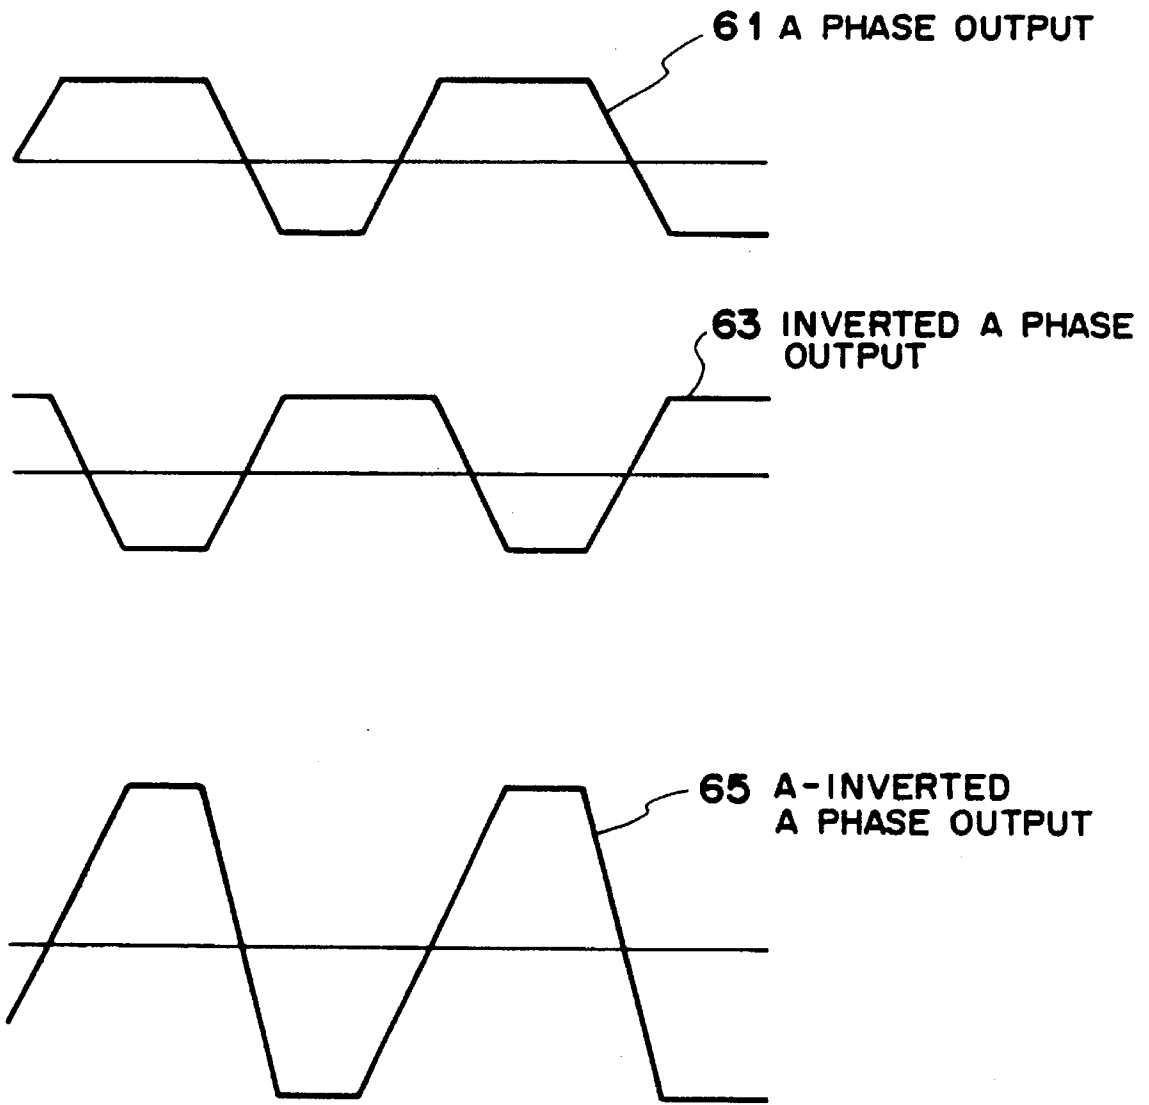 61 A PHASE OUTPUT
63 INVERTED A PHASE
OUTPUT
65 A-INVERTED
A PHASE OUTPUT